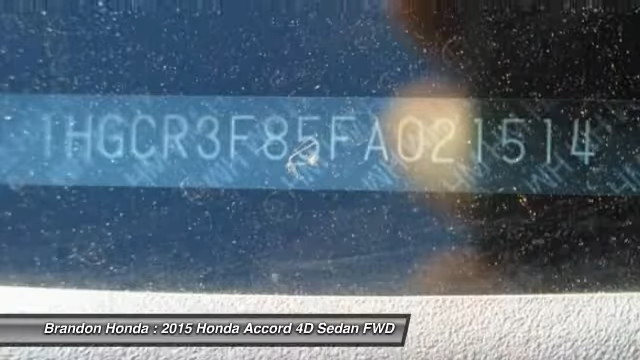 1HGCR3F85FA021514
Brandon Honda : 2015 Honda Accord 4D Sedan FWD